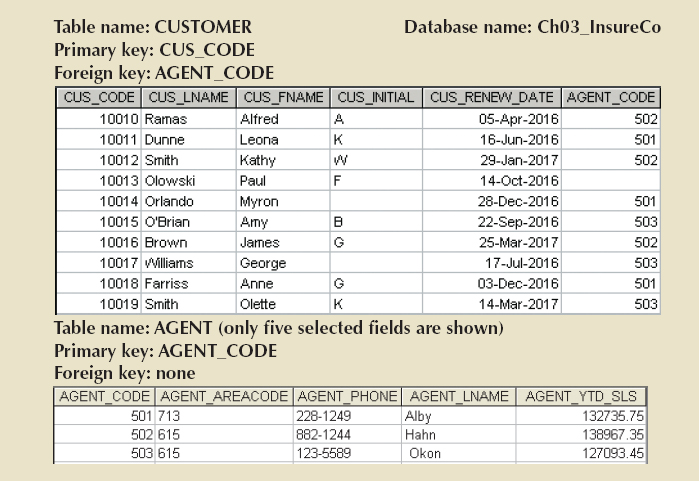 Table name: CUSTOMER Database name: Ch03_InsureCo
Primary key: CUS_CODE
Foreign key: AGENT_CODE
CUS_CODE CUS_LNAME CUS_FNAME CUS_INITIAL CUS_RENEW_DATE AGENT_CODE
10010 Ramas Alfred A 05-Apr-2016 502
10011 Dunne Leona K 16-Jun-2016 501
10012 Smith Kathy W 29-Jan-2017 502
10013 Olowski Paul F 14-Oct-2016
10014 Orlando Myron 28-Dec-2016 501
10015 O'Brian Amy B 22-Sep-2016 503
10016 Brown James G 25-Mar-2017 502
10017 Williams George 17-Jul-2016 503
10018 Farriss Anne G 03-Dec-2016 501
10019 Smith Olette K 14-Mar-2017 503
Table name: AGENT (only five selected fields are shown)
Primary key: AGENT_CODE
Foreign key: none
AGENT_CODE AGENT_AREACODE AGENT_PHONE AGENT_LNAME AGENT_YTD_SLS
501 713 228-1249 Alby 132735.75
502 615 882-1244 Hahn 138967.35
503 615 123-5589 Okon 127093.45